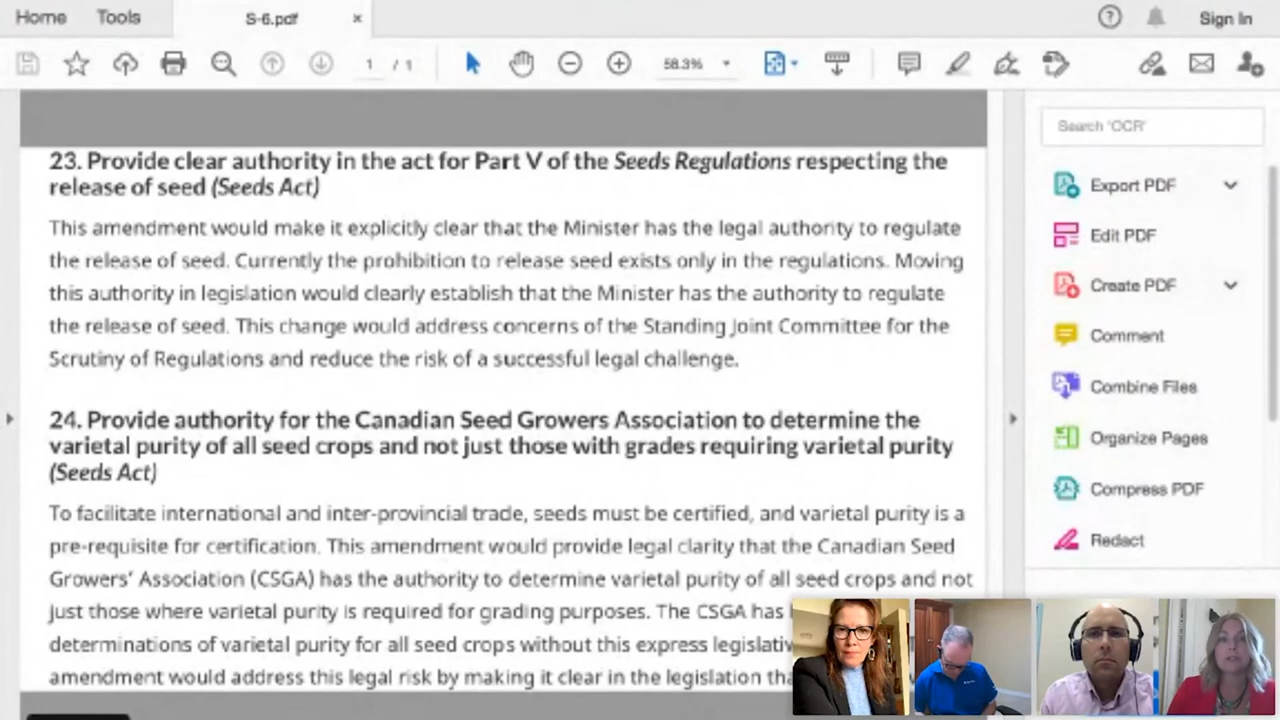 Home Tools S-6.pdf × Sign In
1 / 1 58.3%
Search 'OCR'
Export PDF
Edit PDF
Create PDF
Comment
Combine Files
Organize Pages
Compress PDF
Redact
23. Provide clear authority in the act for Part V of the Seeds Regulations respecting the
release of seed (Seeds Act)
This amendment would make it explicitly clear that the Minister has the legal authority to regulate
the release of seed. Currently the prohibition to release seed exists only in the regulations. Moving
this authority in legislation would clearly establish that the Minister has the authority to regulate
the release of seed. This change would address concerns of the Standing Joint Committee for the
Scrutiny of Regulations and reduce the risk of a successful legal challenge.
24. Provide authority for the Canadian Seed Growers Association to determine the
varietal purity of all seed crops and not just those with grades requiring varietal purity
(Seeds Act)
To facilitate international and inter-provincial trade, seeds must be certified, and varietal purity is a
pre-requisite for certification. This amendment would provide legal clarity that the Canadian Seed
Growers' Association (CSGA) has the authority to determine varietal purity of all seed crops and not
just those where varietal purity is required for grading purposes. The CSGA has
determinations of varietal purity for all seed crops without this express
amendment would address this legal risk by making it clear in the legislation